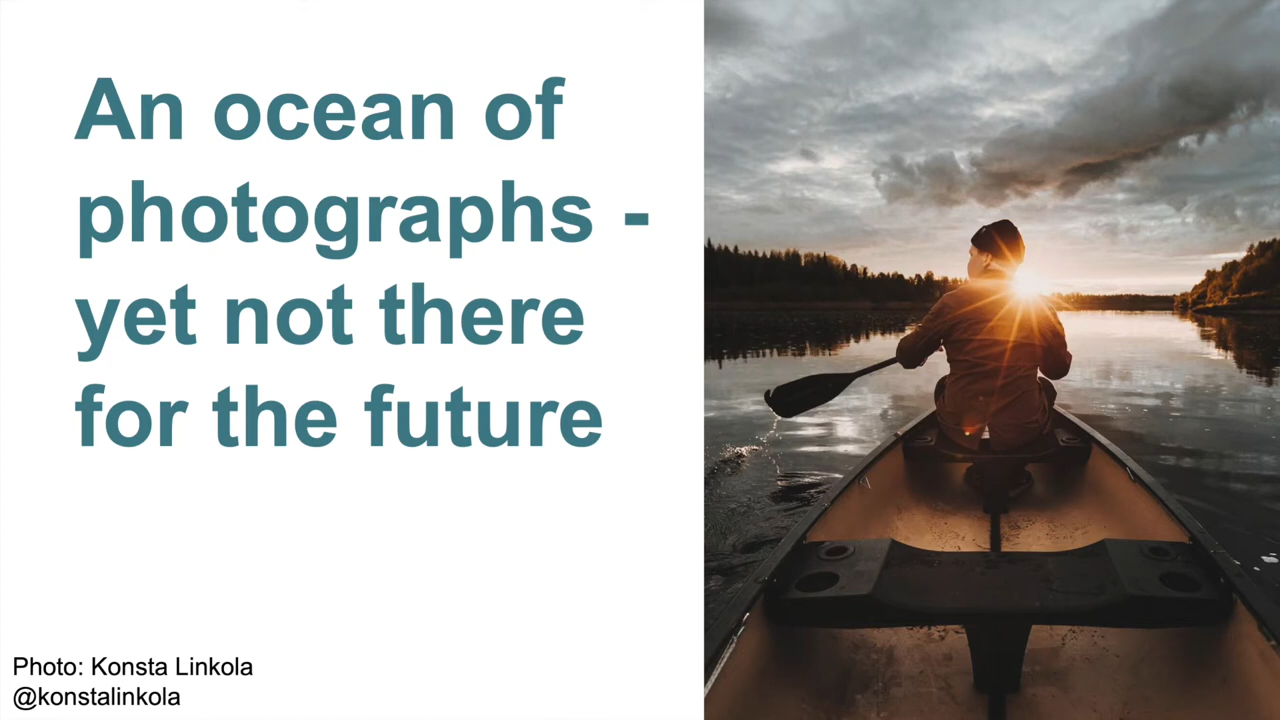 An ocean of
photographs -
yet not there
for the future
Photo: Konsta Linkola
@konstalinkola